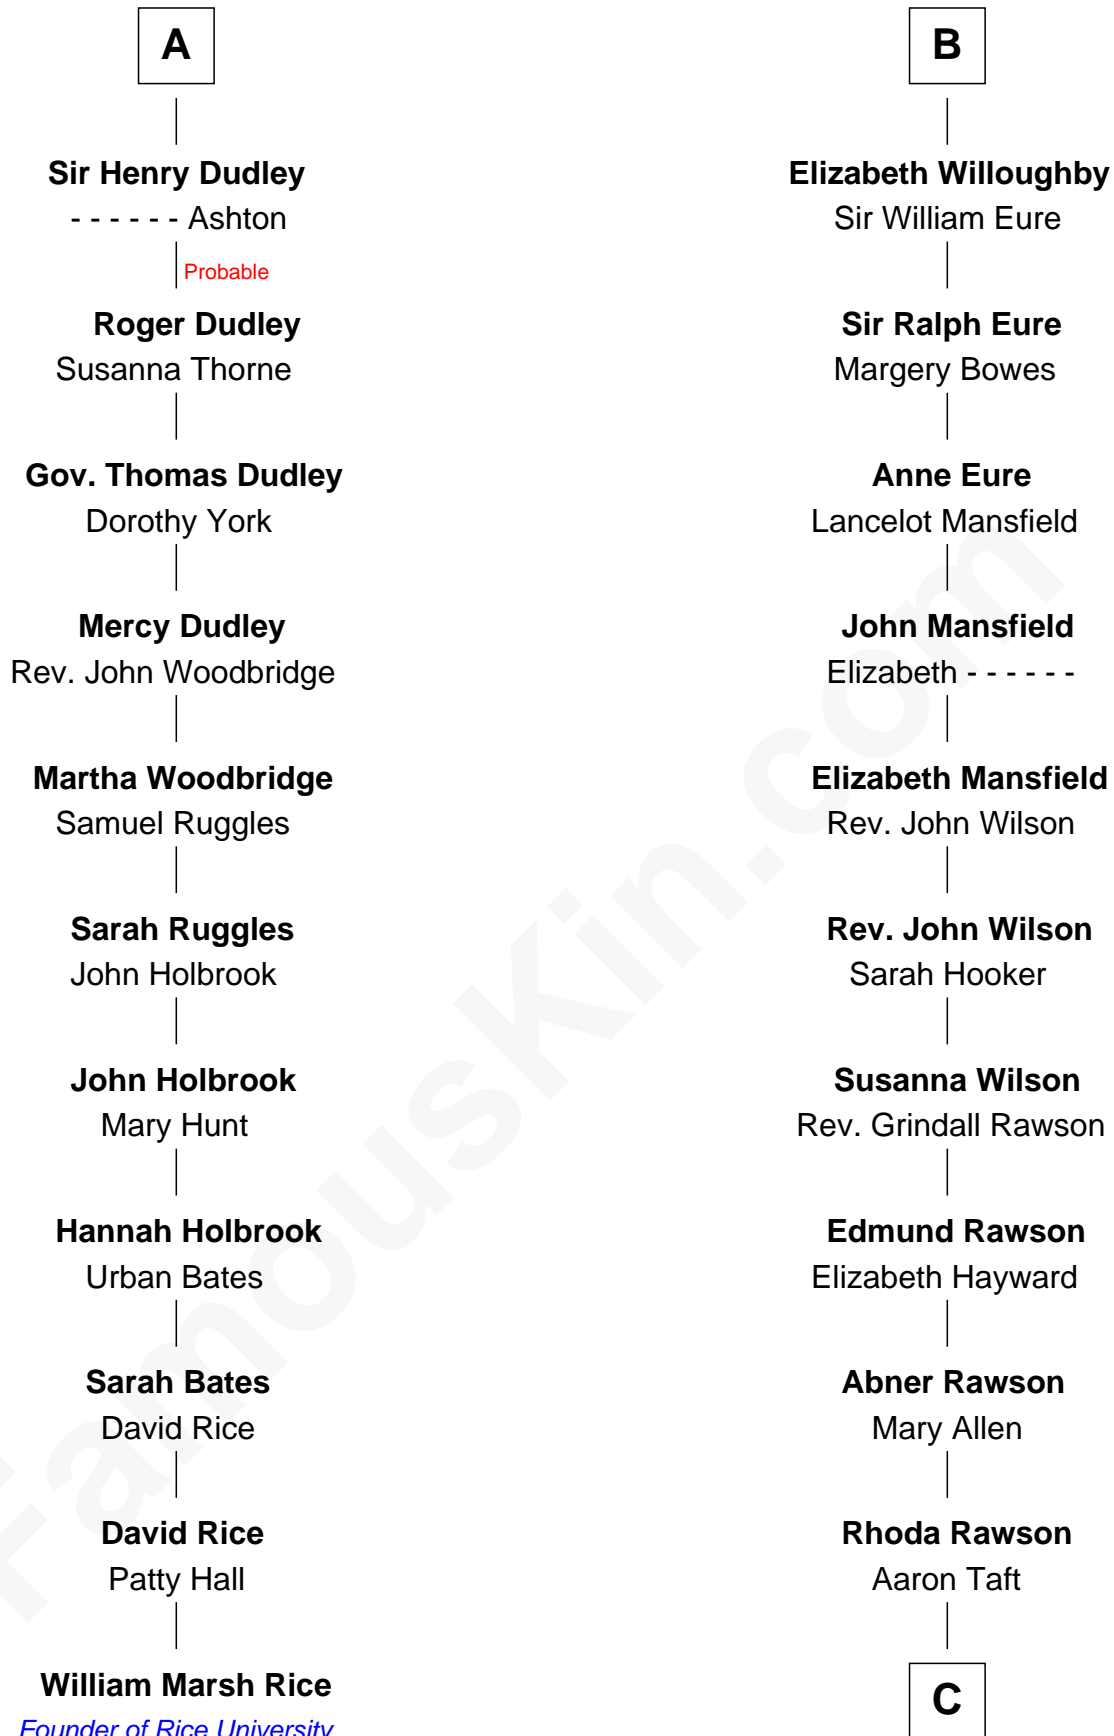 A
Sir Henry Dudley
- - - - - - Ashton
Probable
Roger Dudley
Susanna Thorne
Gov. Thomas Dudley
Dorothy York
Mercy Dudley
Rev. John Woodbridge
Martha Woodbridge
Samuel Ruggles
Sarah Ruggles
John Holbrook
John Holbrook
Mary Hunt
Hannah Holbrook
Urban Bates
Sarah Bates
David Rice
David Rice
Patty Hall
William Marsh Rice
Founder of Rice University
B
Elizabeth Willoughby
Sir William Eure
Sir Ralph Eure
Margery Bowes
Anne Eure
Lancelot Mansfield
John Mansfield
Elizabeth - - - - - -
Elizabeth Mansfield
Rev. John Wilson
Rev. John Wilson
Sarah Hooker
Susanna Wilson
Rev. Grindall Rawson
Edmund Rawson
Elizabeth Hayward
Abner Rawson
Mary Allen
Rhoda Rawson
Aaron Taft
C
FamousKin.com